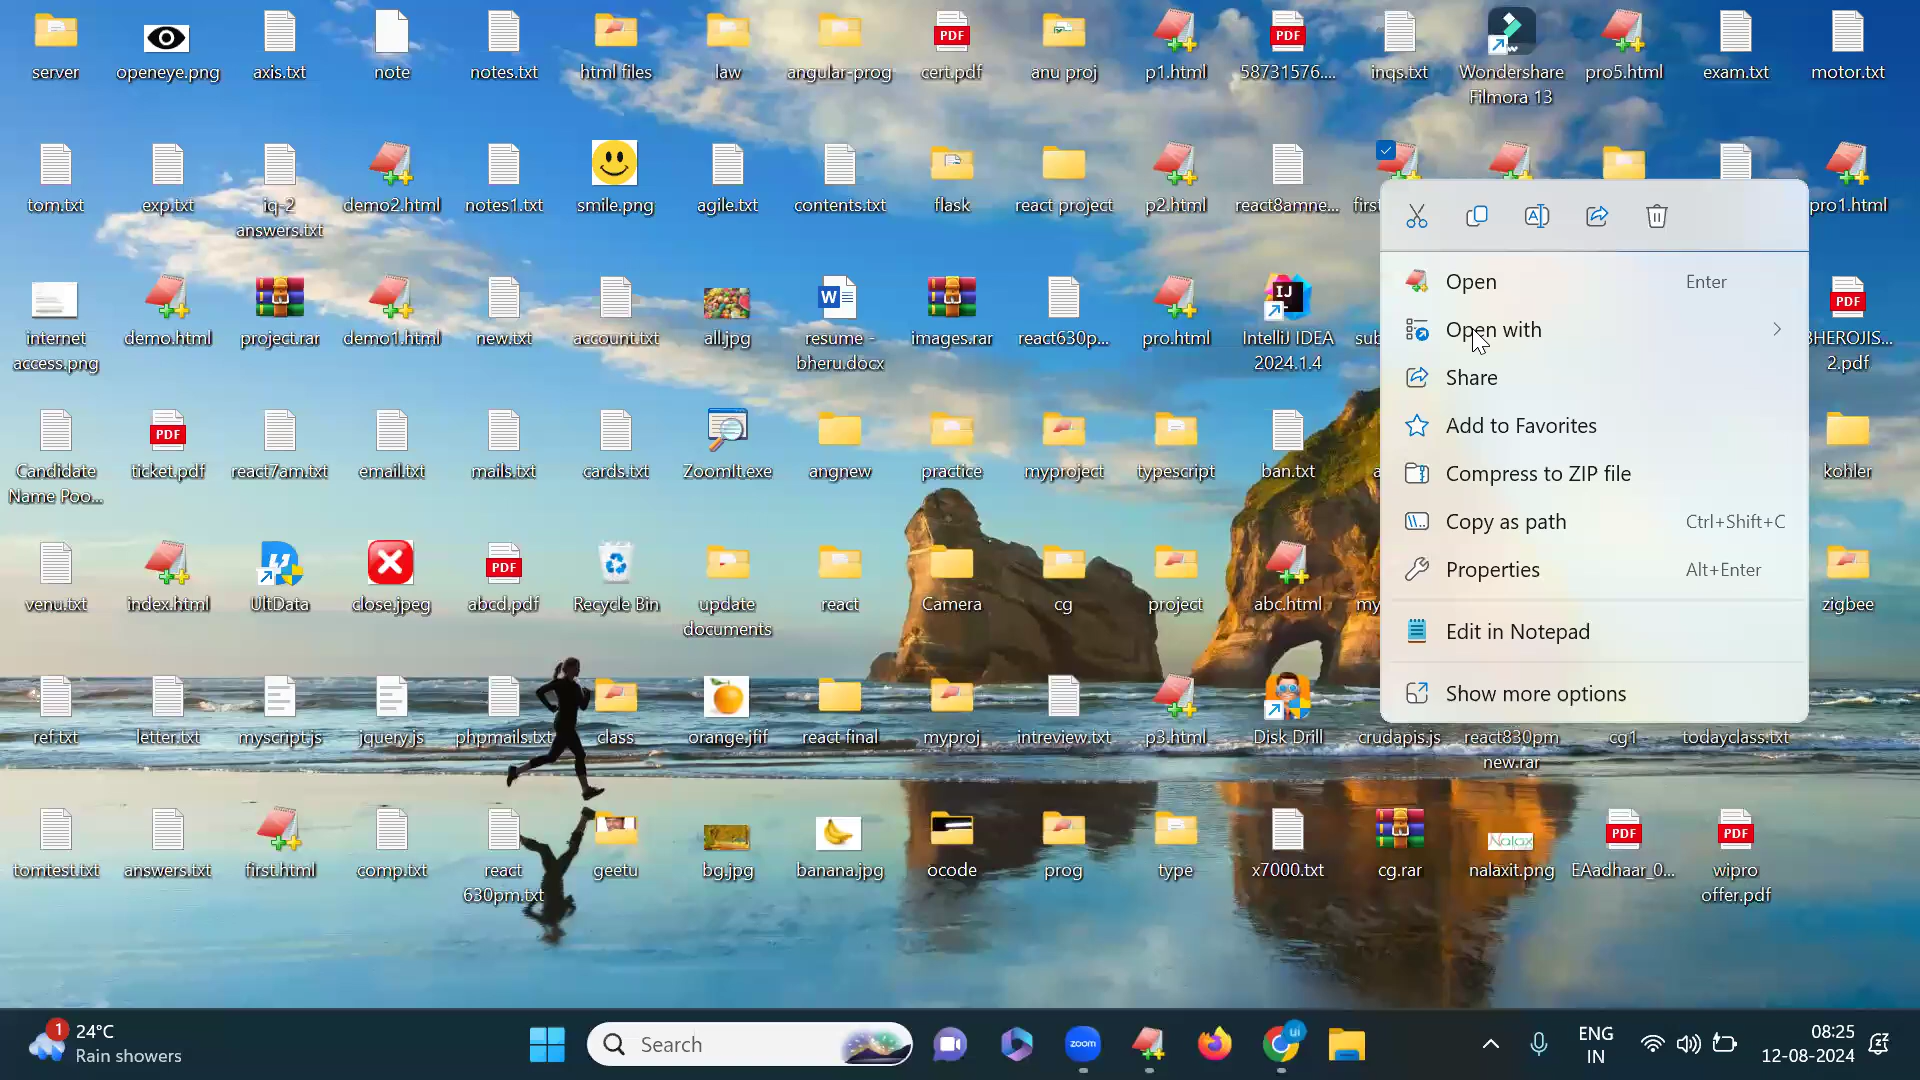 server
openeye.png
axis.txt
note
notes.txt
html files
law
angular-prog
cert.pdf
anu proj
p1.html
58731576....
inqs.txt
Wondershare
Filmora 13
pro5.html
exam.txt
motor.txt
tom.txt
exp.txt
iq-2
answers.txt
demo2.html
notes1.txt
smile.png
agile.txt
contents.txt
flask
react project
p2.html
react8amne...
first
pro1.html
internet
access.png
demo.html
project.rar
demo1.html
new.txt
account.txt
all.jpg
resume -
bheru.docx
images.rar
react630p...
pro.html
IntelliJ IDEA
2024.1.4
sub
BHEROJIS...
2.pdf
Open Enter
Open with
Share
Add to Favorites
Compress to ZIP file
Copy as path Ctrl+Shift+C
Properties Alt+Enter
Edit in Notepad
Show more options
Candidate
Name Poo...
ticket.pdf
react7am.txt
email.txt
mails.txt
cards.txt
ZoomIt.exe
angnew
practice
myproject
typescript
ban.txt
kohler
venu.txt
index.html
UltData
close.jpeg
abcd.pdf
Recycle Bin
update
documents
react
Camera
cg
project
abc.html
my
zigbee
ref.txt
letter.txt
myscript.js
jquery.js
phpmails.txt
class
orange.jfif
react final
myproj
intreview.txt
p3.html
Disk Drill
crudapis.js
react830pm
new.rar
cg1
todayclass.txt
tomtest.txt
answers.txt
first.html
comp.txt
react
630pm.txt
geetu
bg.jpg
banana.jpg
ocode
prog
type
x7000.txt
cg.rar
nalaxit.png
EAadhaar_0...
wipro
offer.pdf
1
24°C
Rain showers
Search
zoom
ui
ENG
IN
08:25
12-08-2024